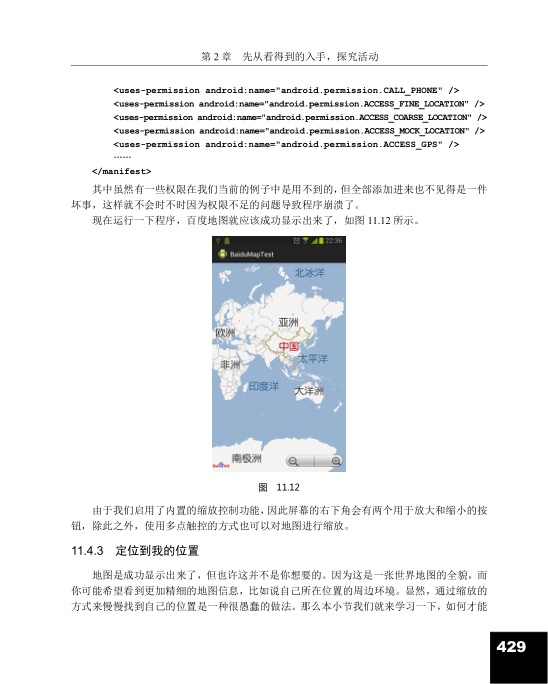 第 2 章 先从看得到的入手，探究活动
<uses-permission android:name="android.permission.CALL_PHONE" />
<uses-permission android:name="android.permission.ACCESS_FINE_LOCATION" />
<uses-permission android:name="android.permission.ACCESS_COARSE_LOCATION" />
<uses-permission android:name="android.permission.ACCESS_MOCK_LOCATION" />
<uses-permission android:name="android.permission.ACCESS_GPS" />
……
</manifest>
其中虽然有一些权限在我们当前的例子中是用不到的，但全部添加进来也不见得是一件
坏事，这样就不会时不时因为权限不足的问题导致程序崩溃了。
现在运行一下程序，百度地图就应该成功显示出来了，如图 11.12 所示。
22:36
BaiduMapTest
北冰洋
亚洲
欧洲
中国
太平洋
非洲
印度洋
大洋洲
南极洲
图 11.12
由于我们启用了内置的缩放控制功能，因此屏幕的右下角会有两个用于放大和缩小的按
钮，除此之外，使用多点触控的方式也可以对地图进行缩放。
11.4.3 定位到我的位置
地图是成功显示出来了，但也许这并不是你想要的。因为这是一张世界地图的全貌，而
你可能希望看到更加精细的地图信息，比如说自己所在位置的周边环境。显然，通过缩放的
方式来慢慢找到自己的位置是一种很愚蠢的做法。那么本小节我们就来学习一下，如何才能
429